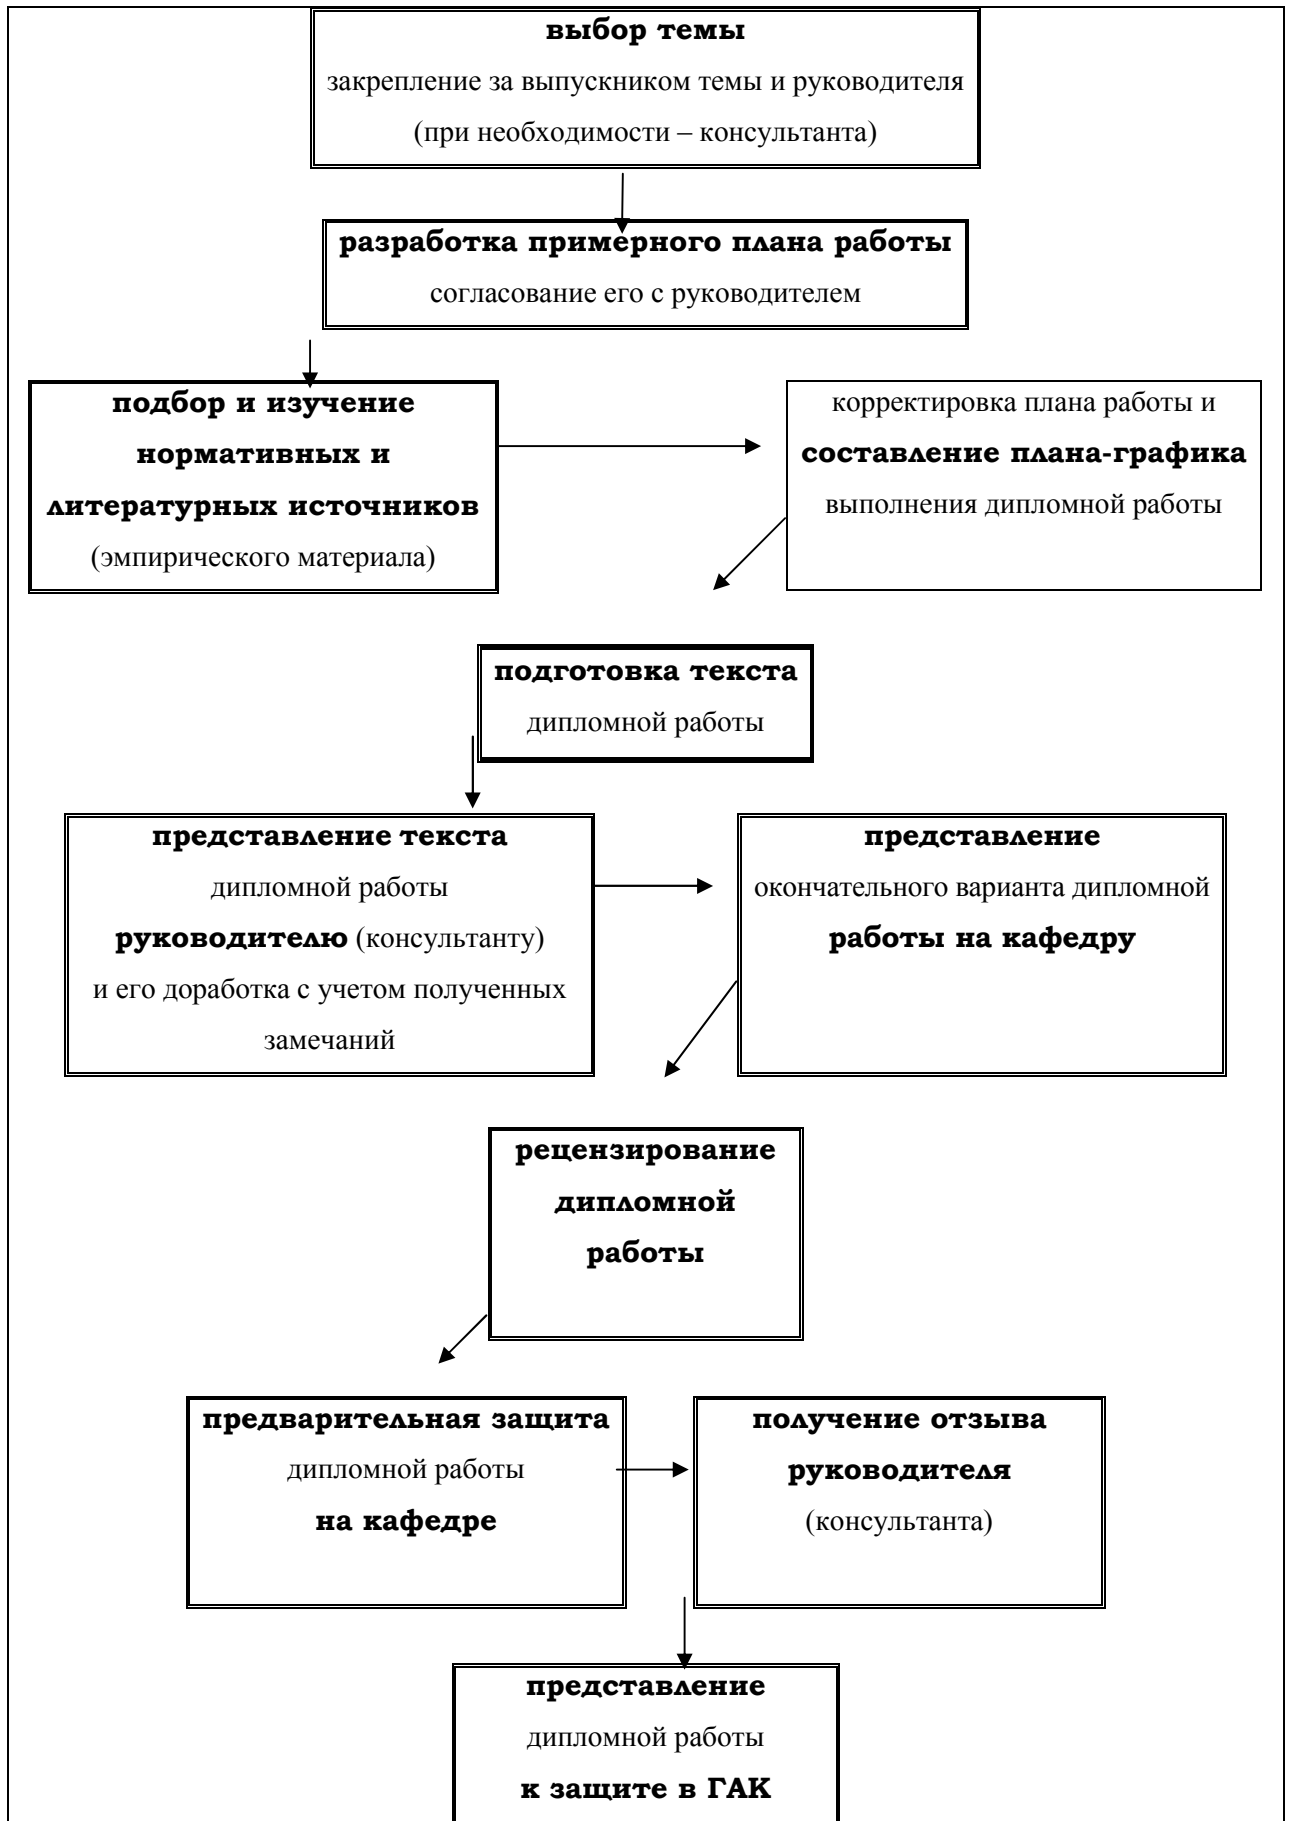 выбор темы
закрепление за выпускником темы и руководителя
(при необходимости – консультанта)
разработка примерного плана работы
согласование его с руководителем
подбор и изучение
нормативных и
литературных источников
(эмпирического материала)
корректировка плана работы и
составление плана-графика
выполнения дипломной работы
подготовка текста
дипломной работы
представление текста
дипломной работы
руководителю (консультанту)
и его доработка с учетом полученных
замечаний
представление
окончательного варианта дипломной
работы на кафедру
рецензирование
дипломной
работы
предварительная защита
дипломной работы
на кафедре
получение отзыва
руководителя
(консультанта)
представление
дипломной работы
к защите в ГАК